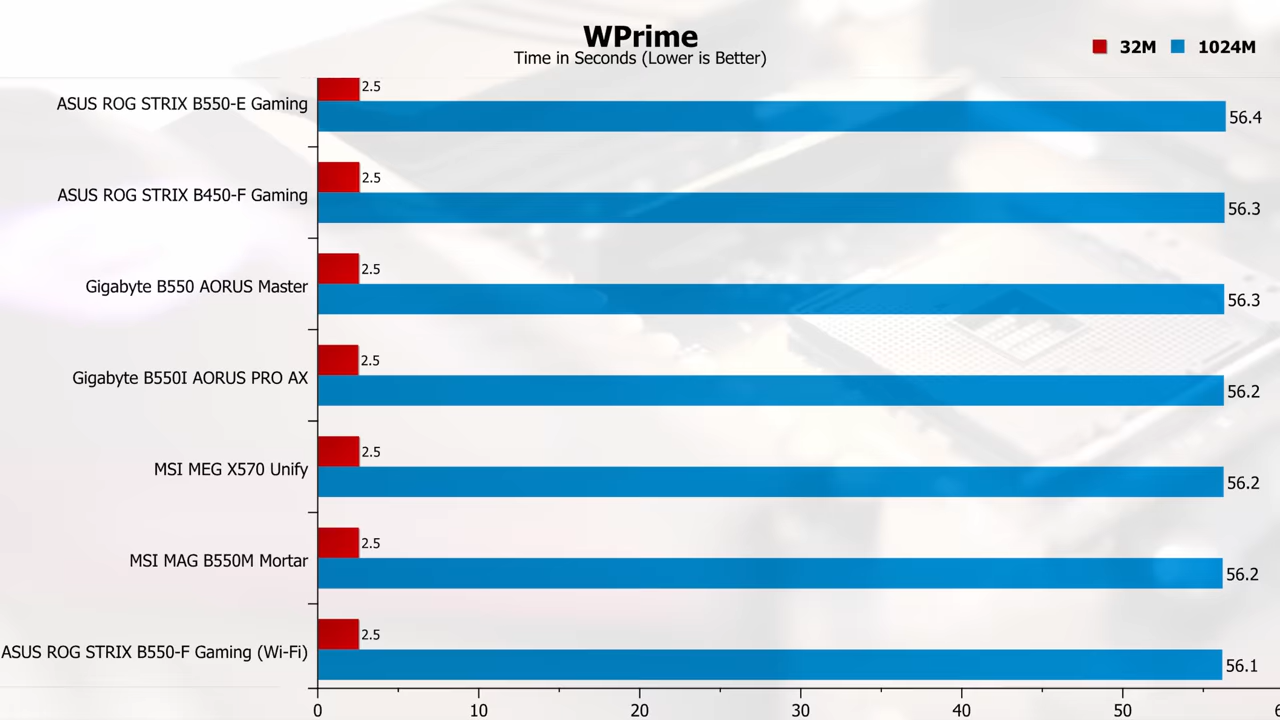 WPrime
Time in Seconds (Lower is Better)
32M 1024M
ASUS ROG STRIX B550-E Gaming 2.5
56.4
ASUS ROG STRIX B450-F Gaming 2.5
56.3
Gigabyte B550 AORUS Master 2.5
56.3
Gigabyte B550I AORUS PRO AX 2.5
56.2
MSI MEG X570 Unify 2.5
56.2
MSI MAG B550M Mortar 2.5
56.2
ASUS ROG STRIX B550-F Gaming (Wi-Fi) 2.5
56.1
0 10 20 30 40 50